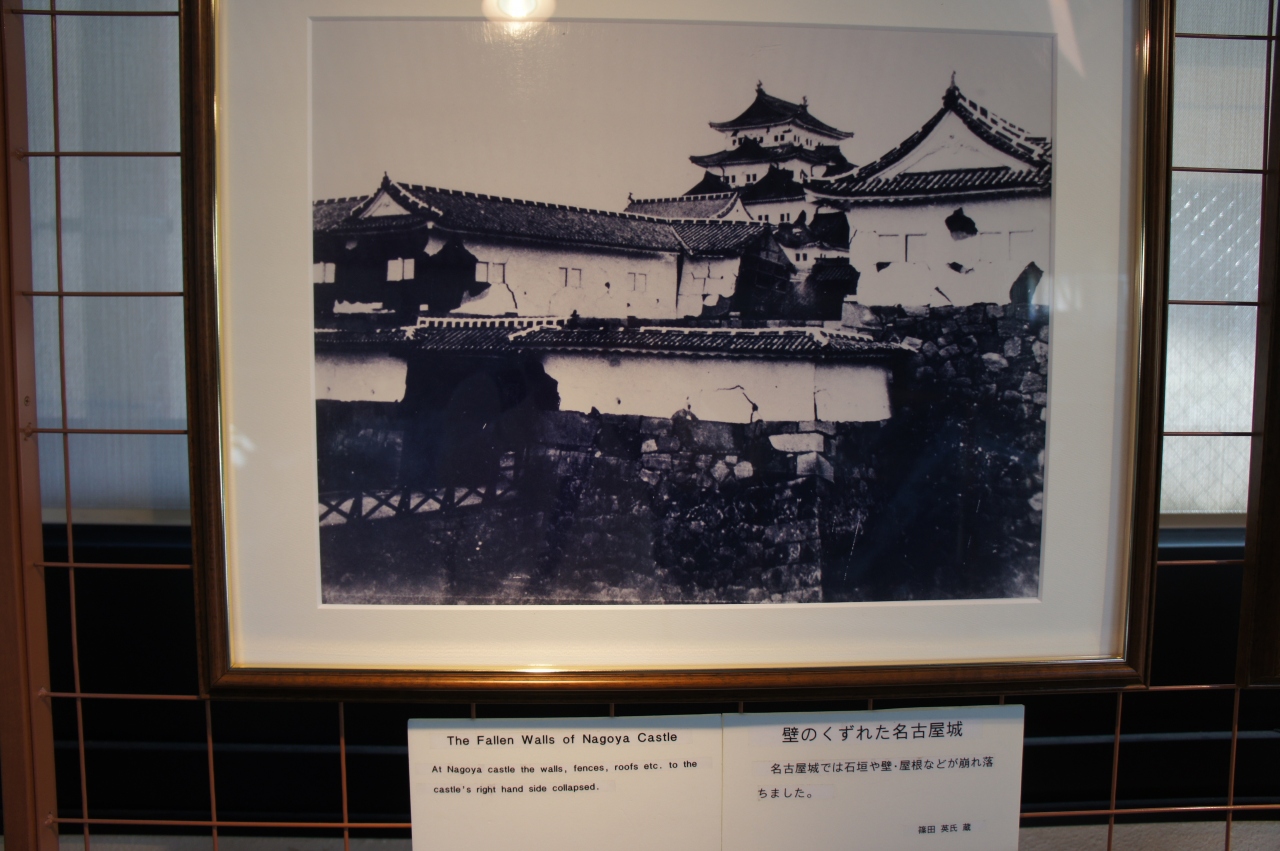 The Fallen Walls of Nagoya Castle
At Nagoya castle the walls, fences, roofs etc. to the
castle's right hand side collapsed.
壁のくずれた名古屋城
名古屋城では石垣や壁・屋根などが崩れ落
ちました。
篠田 英氏 蔵